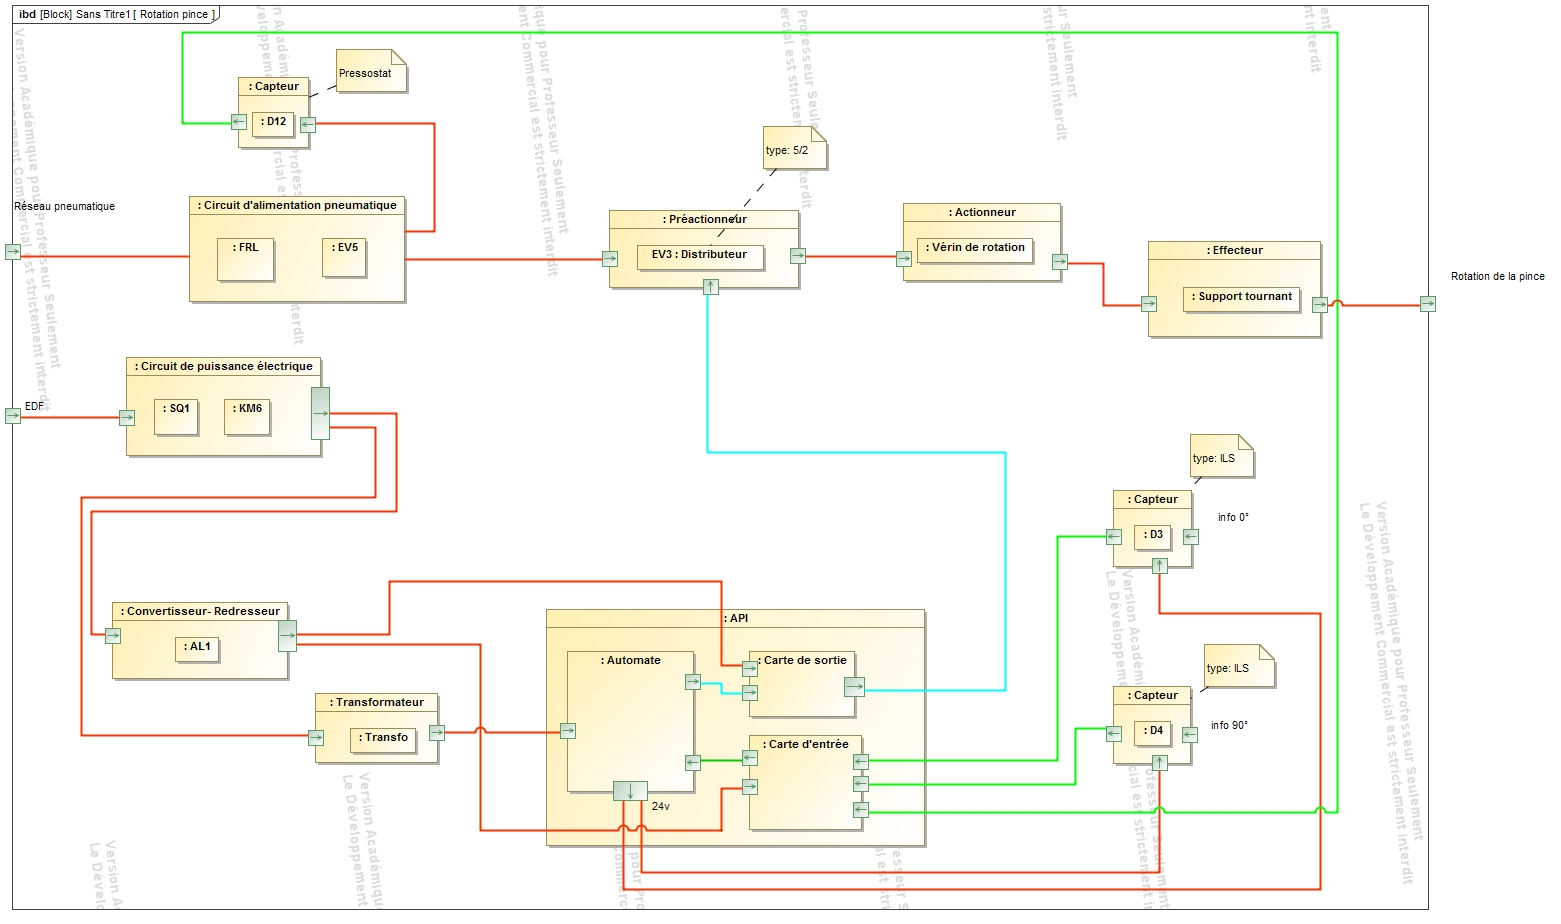 ibd [Block] Sans Titre1 [ Rotation pince ]
Pressostat
: Capteur
: D12
type: 5/2
Réseau pneumatique
: Circuit d'alimentation pneumatique
: FRL
: EV5
: Préactionneur
EV3 : Distributeur
: Actionneur
: Vérin de rotation
: Effecteur
: Support tournant
Rotation de la pince
: Circuit de puissance électrique
: SQ1
: KM6
EDF
type: ILS
: Capteur
: D3
info 0°
: Convertisseur- Redresseur
: AL1
: API
: Automate
: Carte de sortie
type: ILS
: Capteur
: D4
info 90°
: Transformateur
: Transfo
: Carte d'entrée
24v
Version Académique pour Professeur Seulement
Le Développement Commercial est strictement interdit